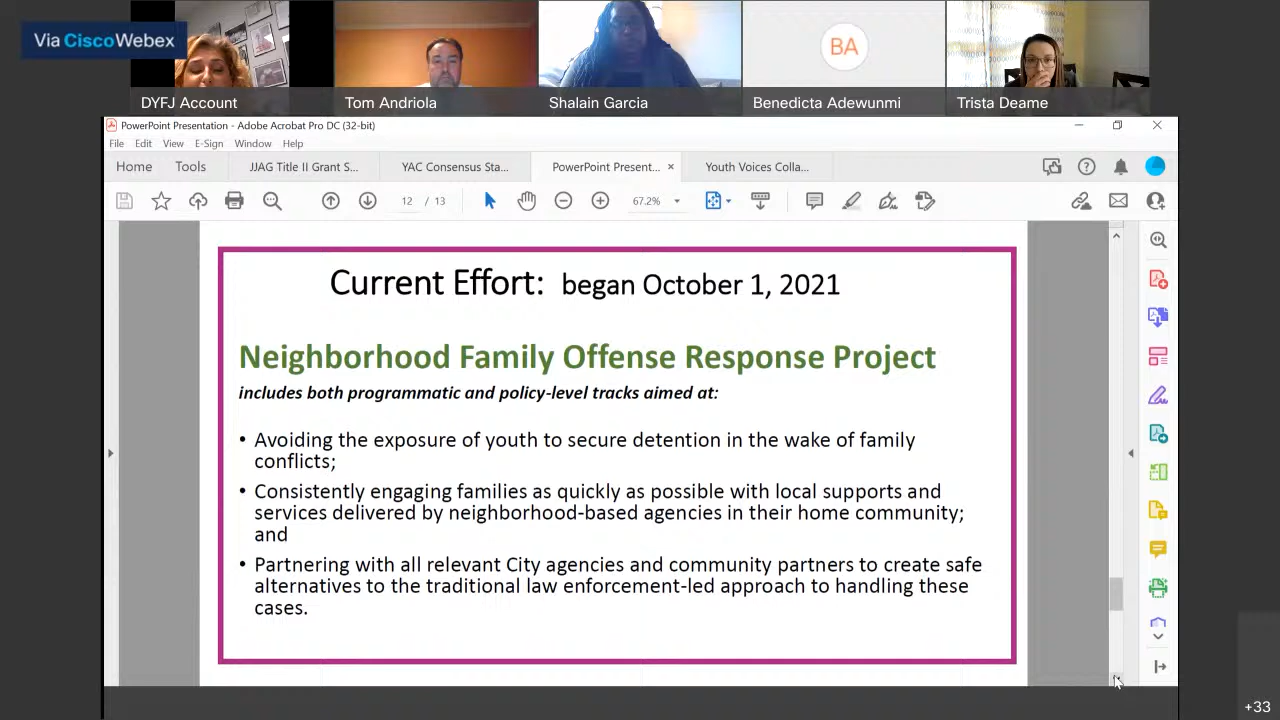 Via Cisco Webex
DYFJ Account
Tom Andriola
Shalain Garcia
BA
Benedicta Adewunmi
Trista Deame
PowerPoint Presentation - Adobe Acrobat Pro DC (32-bit)
File Edit View E-Sign Window Help
Home Tools JJAG Title II Grant S... YAC Consensus Sta... PowerPoint Present... × Youth Voices Colla...
12 / 13 67.2%
Current Effort: began October 1, 2021
Neighborhood Family Offense Response Project
includes both programmatic and policy-level tracks aimed at:
• Avoiding the exposure of youth to secure detention in the wake of family
conflicts;
• Consistently engaging families as quickly as possible with local supports and
services delivered by neighborhood-based agencies in their home community;
and
• Partnering with all relevant City agencies and community partners to create safe
alternatives to the traditional law enforcement-led approach to handling these
cases.
+33